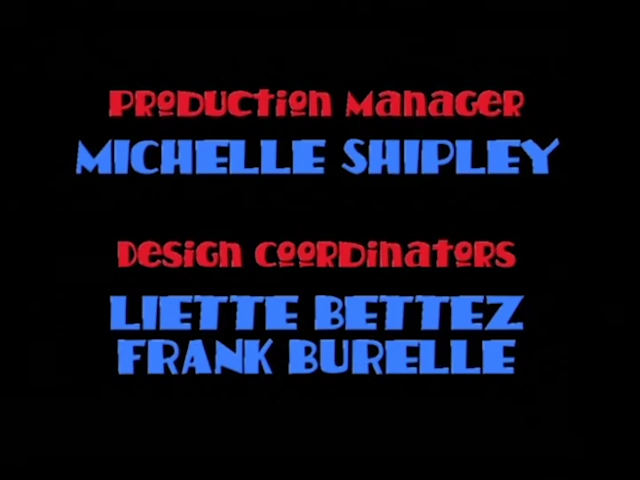 Production Manager
MICHELLE SHIPLEY
Design Coordinators
LIETTE BETTEZ
FRANK BURELLE